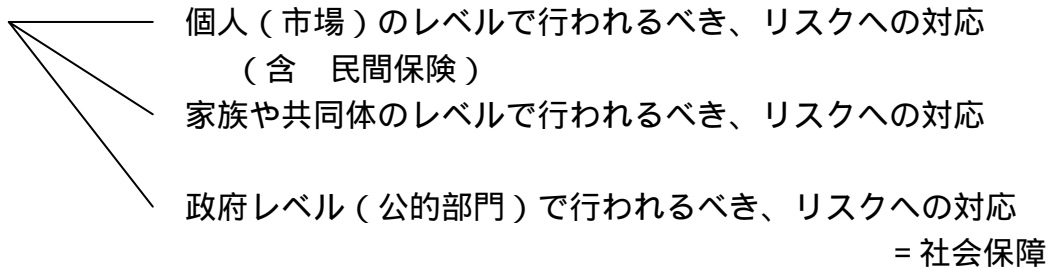 個人（市場）のレベルで行われるべき、リスクへの対応
（含　民間保険）
家族や共同体のレベルで行われるべき、リスクへの対応
政府レベル（公的部門）で行われるべき、リスクへの対応
＝社会保障